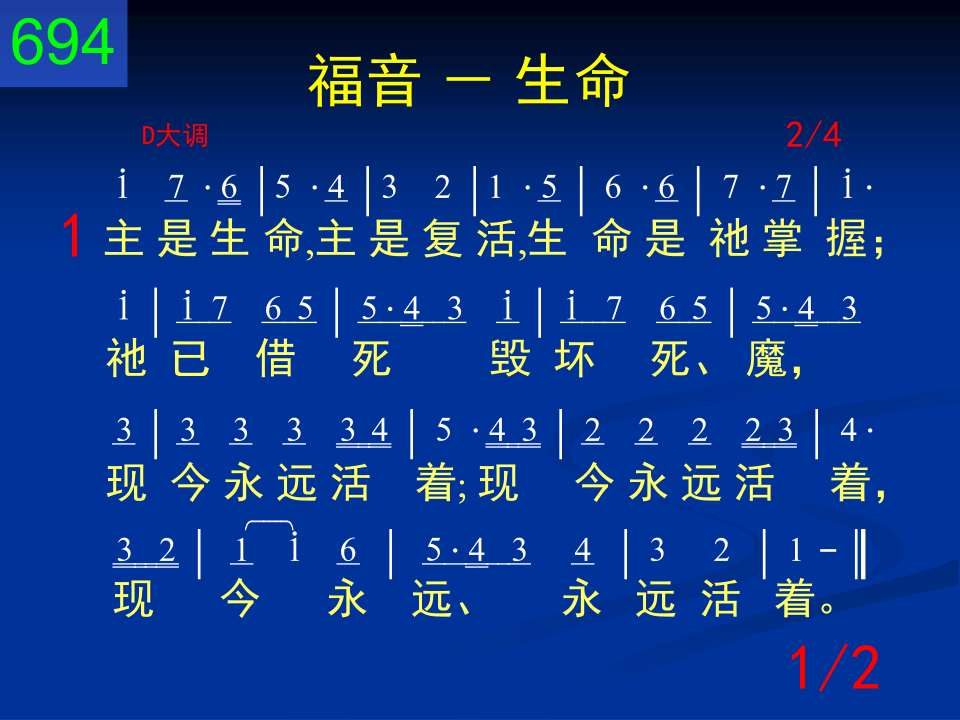 694
福音 － 生命
D大调 2/4
i̇ 7 · 6 | 5 · 4 | 3 2 | 1 · 5 | 6 · 6 | 7 · 7 | i̇ ·
1 主 是 生 命,主 是 复 活,生 命 是 祂 掌 握；
i̇ | i̇ 7 6 5 | 5 · 4 3 i̇ | i̇ 7 6 5 | 5 · 4 3
祂 已 借 死 毁 坏 死、 魔，
3 | 3 3 3 3 4 | 5 · 4 3 | 2 2 2 2 3 | 4 ·
现 今 永 远 活 着; 现 今 永 远 活 着，
3 2 | 1 i̇ 6 | 5 · 4 3 4 | 3 2 | 1 － ‖
现 今 永 远、 永 远 活 着。
1/2